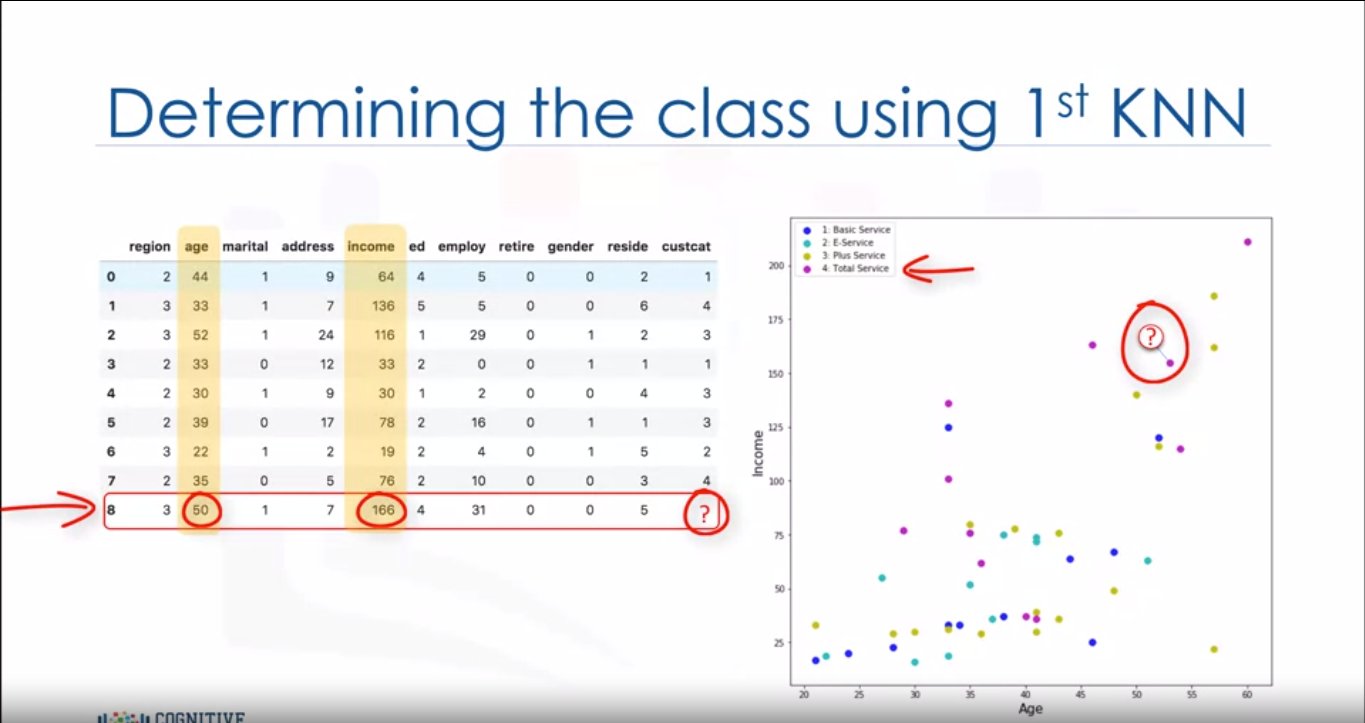 Determining the class using 1st KNN
region age marital address income ed employ retire gender reside custcat
0 2 44 1 9 64 4 5 0 0 2 1
1 3 33 1 7 136 5 5 0 0 6 4
2 3 52 1 24 116 1 29 0 1 2 3
3 2 33 0 12 33 2 0 0 1 1 1
4 2 30 1 9 30 1 2 0 0 4 3
5 2 39 0 17 78 2 16 0 1 1 3
6 3 22 1 2 19 2 4 0 1 5 2
7 2 35 0 5 76 2 10 0 0 3 4
8 3 50 1 7 166 4 31 0 0 5 ?
1: Basic Service
2: E-Service
3: Plus Service
4: Total Service
?
200
175
150
125
100
75
50
25
Income
20 25 30 35 40 45 50 55 60
Age
COGNITIVE